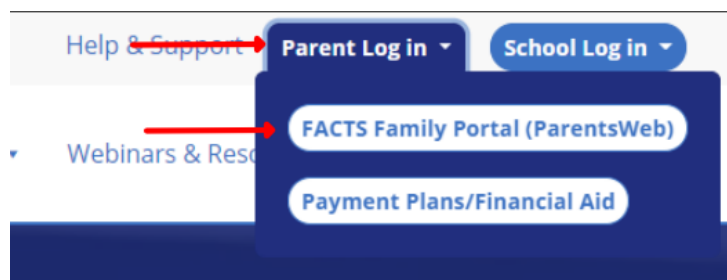 Help & Support
Parent Log in
School Log in
FACTS Family Portal (ParentsWeb)
Webinars & Reso
Payment Plans/Financial Aid